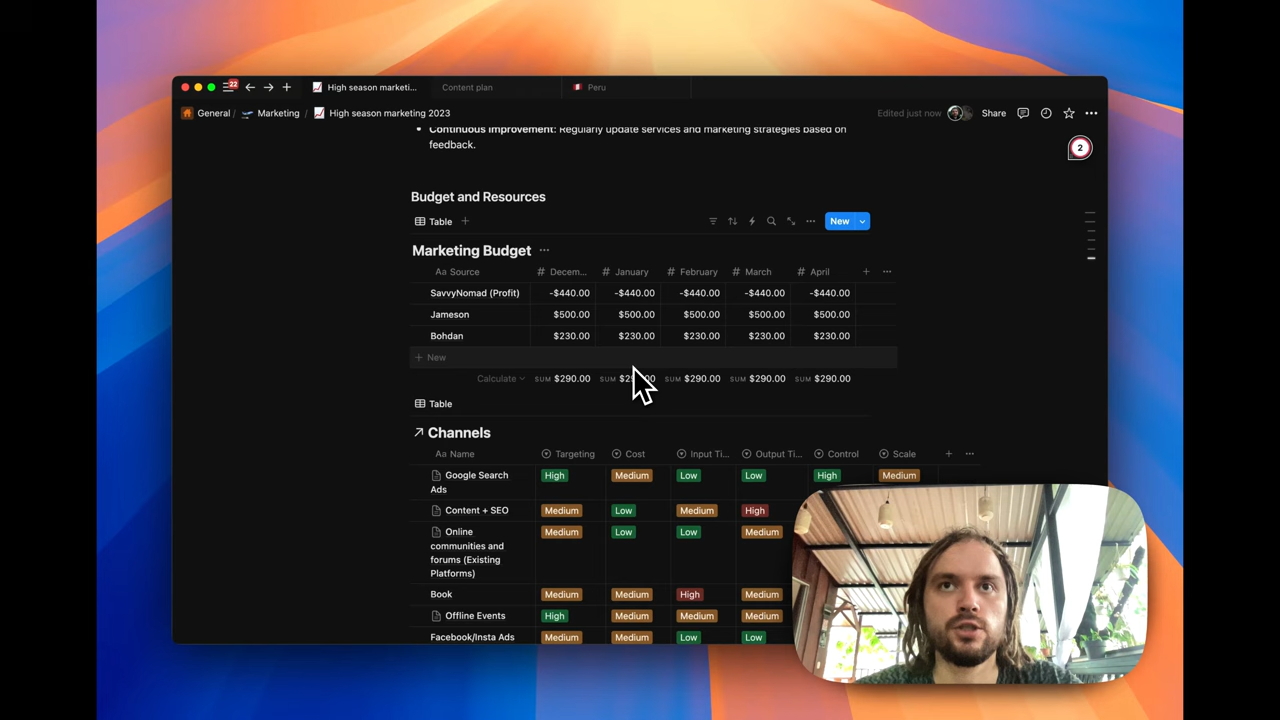 22
High season marketi...
Content plan
Peru
General / Marketing / High season marketing 2023
Edited just now
Share
Continuous Improvement: Regularly update services and marketing strategies based on
feedback.
2
Budget and Resources
Table
New
Marketing Budget
Aa Source # Decem... # January # February # March # April
SavvyNomad (Profit) -$440.00 -$440.00 -$440.00 -$440.00 -$440.00
Jameson $500.00 $500.00 $500.00 $500.00 $500.00
Bohdan $230.00 $230.00 $230.00 $230.00 $230.00
+ New
Calculate SUM $290.00 SUM $290.00 SUM $290.00 SUM $290.00 SUM $290.00
Table
Channels
Aa Name Targeting Cost Input Ti... Output Ti... Control Scale
Google Search
Ads
High Medium Low Low High Medium
Content + SEO Medium Low Medium High
Online
communities and
forums (Existing
Platforms)
Medium Low Low Medium
Book Medium Medium High Medium
Offline Events High Medium Medium Medium
Facebook/Insta Ads Medium Medium Low Low